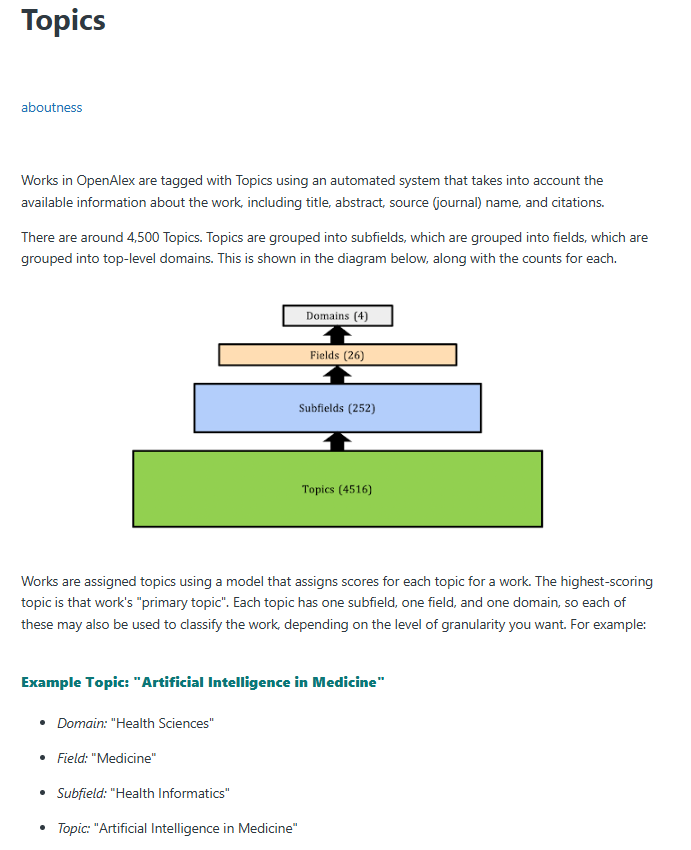 Topics
aboutness
Works in OpenAlex are tagged with Topics using an automated system that takes into account the
available information about the work, including title, abstract, source (journal) name, and citations.
There are around 4,500 Topics. Topics are grouped into subfields, which are grouped into fields, which are
grouped into top-level domains. This is shown in the diagram below, along with the counts for each.
Domains (4)
Fields (26)
Subfields (252)
Topics (4516)
Works are assigned topics using a model that assigns scores for each topic for a work. The highest-scoring
topic is that work's "primary topic". Each topic has one subfield, one field, and one domain, so each of
these may also be used to classify the work, depending on the level of granularity you want. For example:
Example Topic: "Artificial Intelligence in Medicine"
• Domain: "Health Sciences"
• Field: "Medicine"
• Subfield: "Health Informatics"
• Topic: "Artificial Intelligence in Medicine"